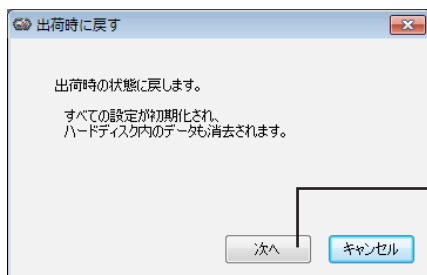 出荷時に戻す
出荷時の状態に戻します。
すべての設定が初期化され、
ハードディスク内のデータも消去されます。
次へ
キャンセル